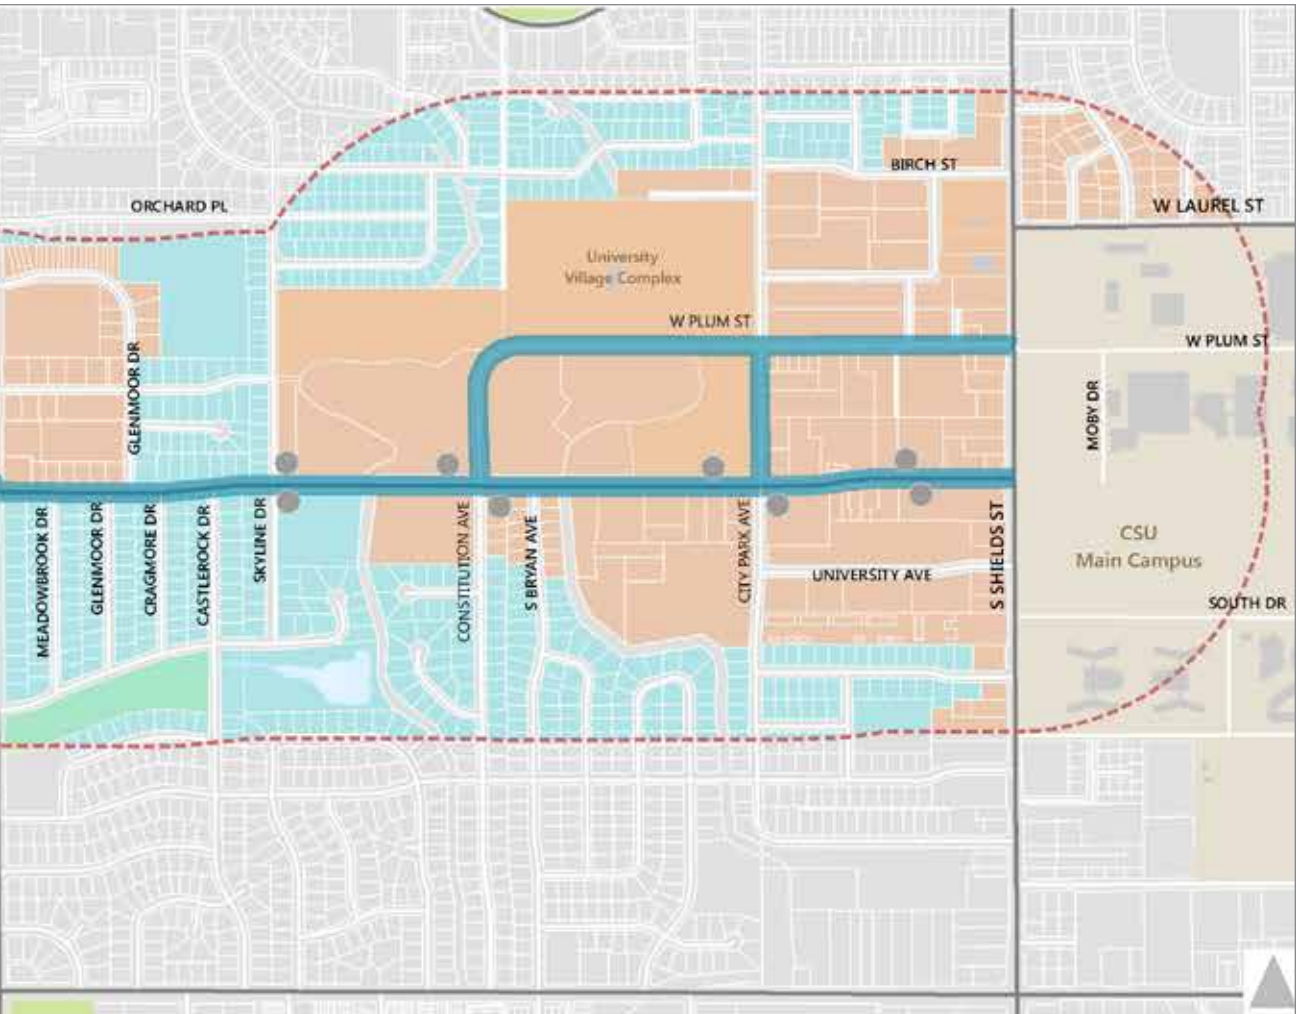 BIRCH ST
ORCHARD PL
W LAUREL ST
University
Village Complex
W PLUM ST
W PLUM ST
GLENMOOR DR
MOBY DR
MEADOWBROOK DR
GLENMOOR DR
CRAGMORE DR
CASTLEROCK DR
SKYLINE DR
CONSTITUTION AVE
S BRYAN AVE
CITY PARK AVE
UNIVERSITY AVE
S SHIELDS ST
CSU
Main Campus
SOUTH DR